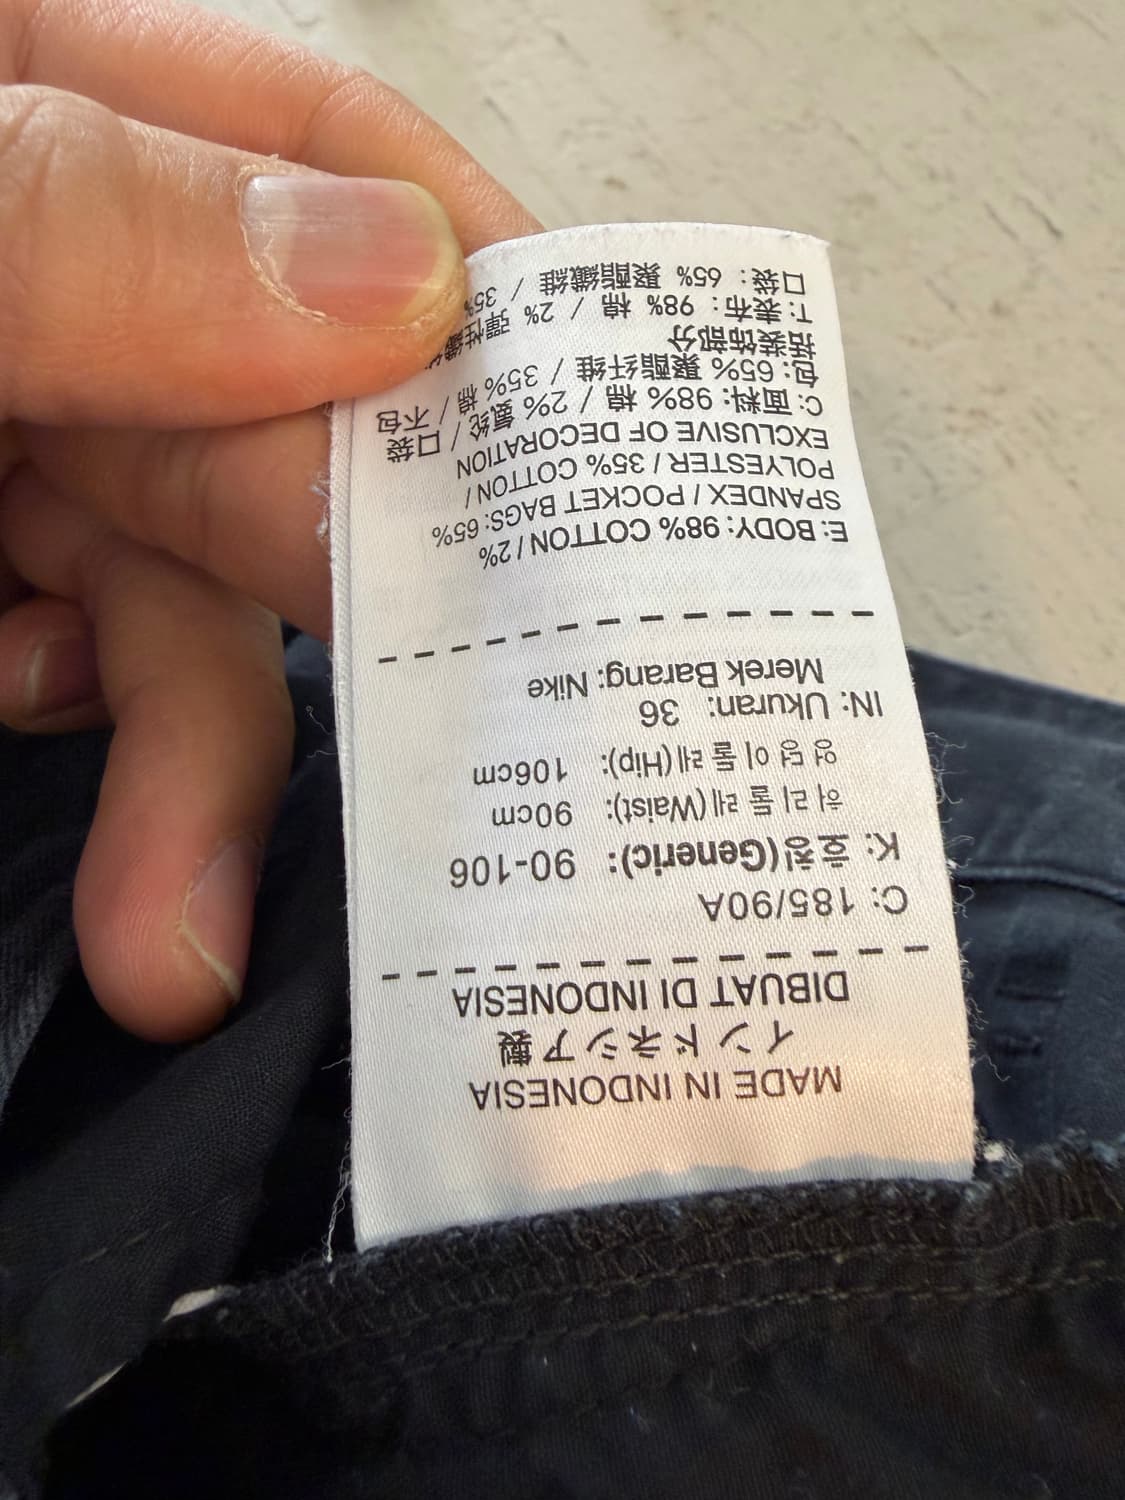 MADE IN INDONESIA
インドネシア製
DIBUAT DI INDONESIA
C: 185/90A
K: 호칭(Generic): 90-106
허리둘레(Waist): 90cm
엉덩이둘레(Hip): 106cm
IN: Ukuran: 36
Merek Barang: Nike
E: BODY: 98% COTTON / 2%
SPANDEX / POCKET BAGS: 65%
POLYESTER / 35% COTTON /
EXCLUSIVE OF DECORATION
C: 面料: 98% 棉 / 2% 氨纶 / 口袋
包: 65% 聚酯纤维 / 35% 棉 / 不包
括装饰部分
T: 表布: 98% 棉 / 2% 彈性纖維
口袋: 65% 聚酯纖維 / 35%